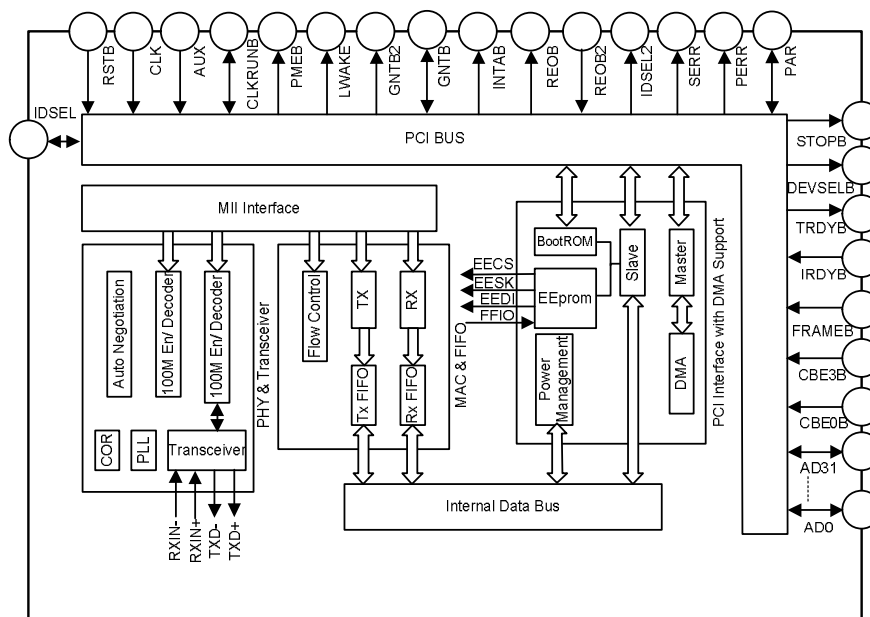 RSTB
CLK
AUX
CLKRUNB
PMEB
LWAKE
GNTB2
GNTB
INTAB
REOB
REOB2
IDSEL2
SERR
PERR
PAR
IDSEL
PCI BUS
STOPB
DEVSELB
TRDYB
IRDYB
FRAMEB
CBE3B
CBE0B
AD31
AD0
MII Interface
Auto Negotiation
100M En/ Decoder
100M En/ Decoder
COR
PLL
Transceiver
PHY & Transceiver
RXIN-
RXIN+
TXD-
TXD+
Flow Control
TX
RX
Tx FIFO
Rx FIFO
MAC & FIFO
EECS
EESK
EEDI
FFIO
BootROM
EEprom
Power
Management
Slave
Master
DMA
PCI Interface with DMA Support
Internal Data Bus